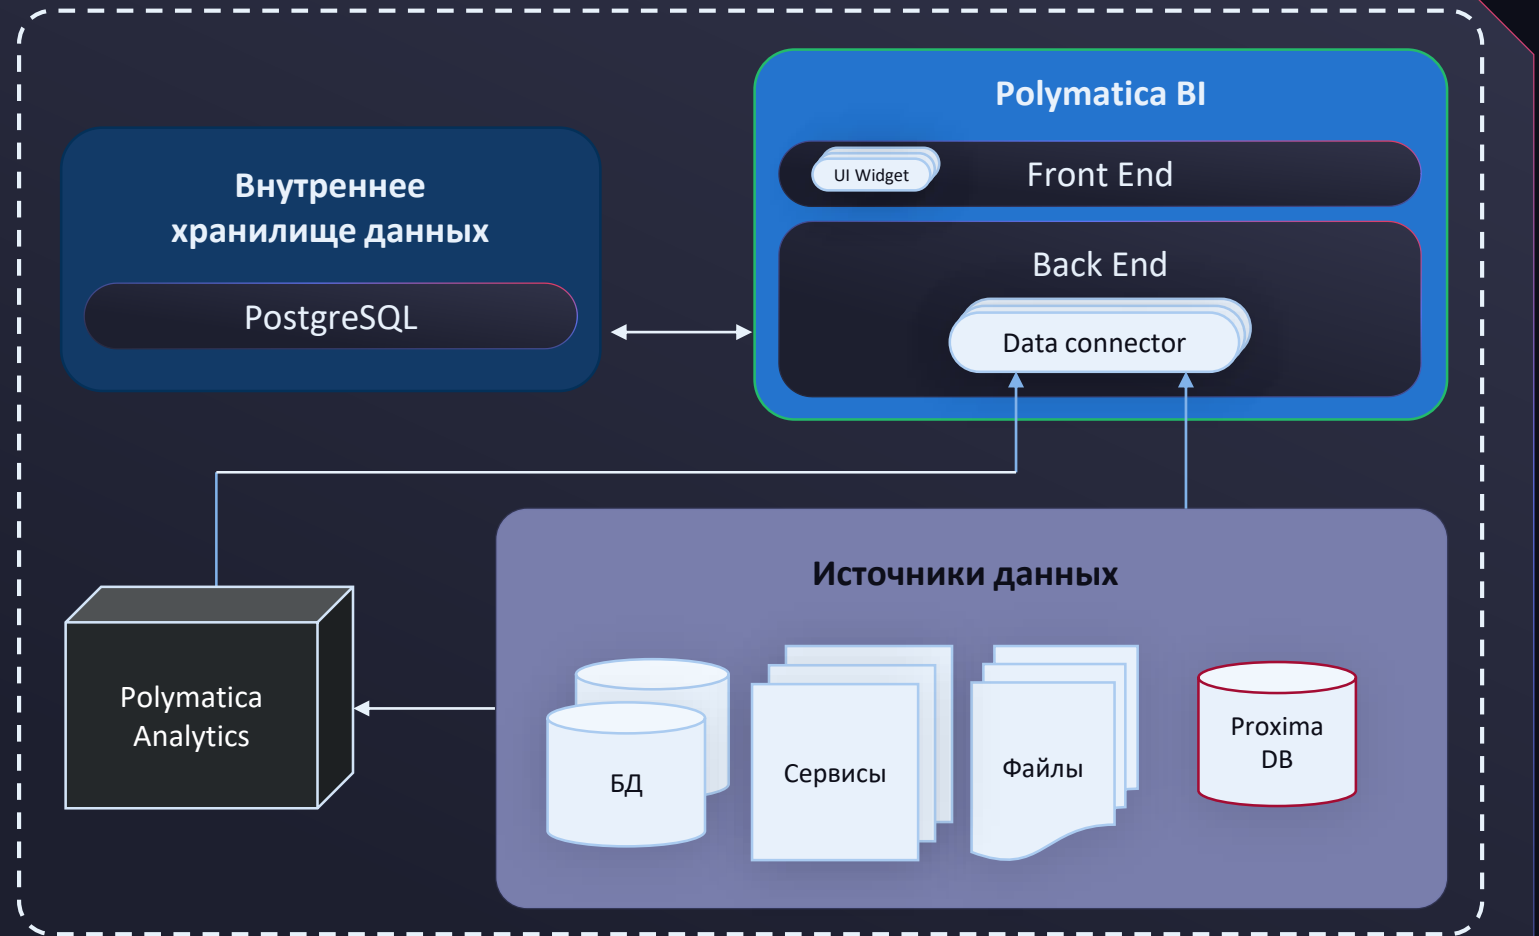 Polymatica BI
UI Widget
Front End
Back End
Data connector
Внутреннее
хранилище данных
PostgreSQL
Источники данных
Polymatica
Analytics
БД
Сервисы
Файлы
Proxima
DB